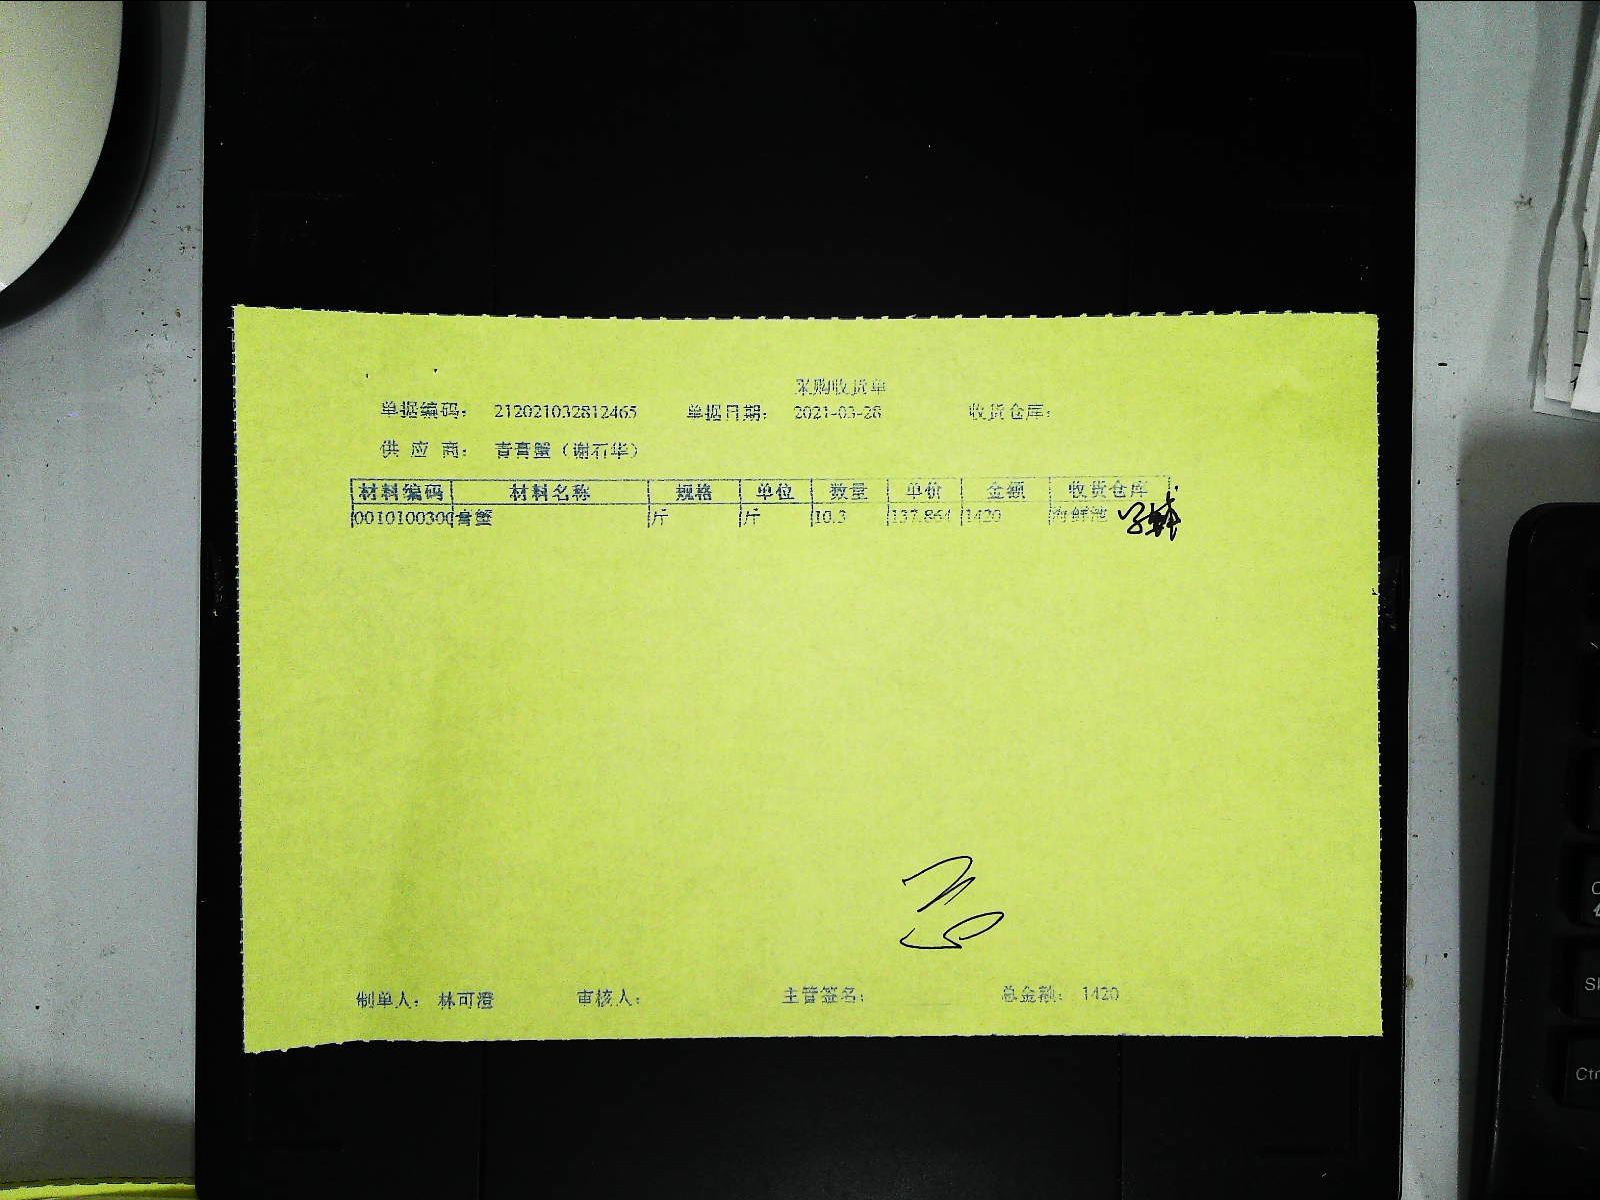 采购收货单
单据编码： 212021032812465 单据日期： 2021-03-28 收货仓库：
供 应 商： 青膏蟹（谢石华）
材料编码 材料名称 规格 单位 数量 单价 金额 收货仓库
0010100300 膏蟹 斤 斤 10.3 137.864 1420 海鲜池
制单人： 林可澄 审核人： 主管签名： 总金额： 1420
Ctr